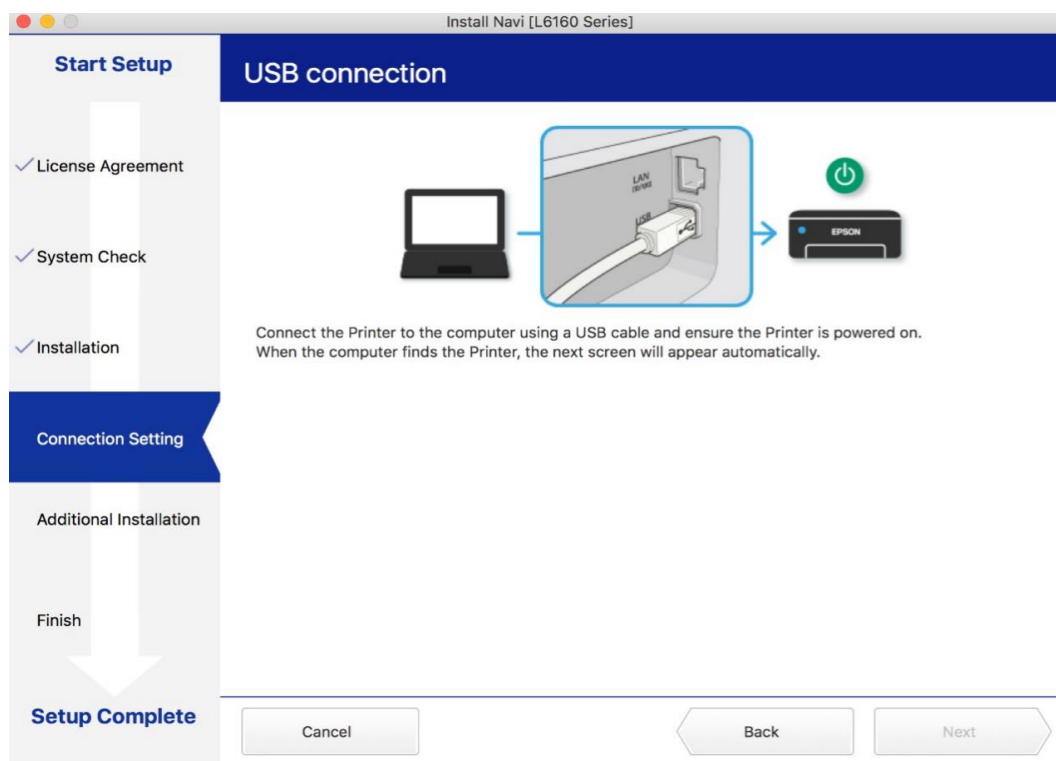 Install Navi [L6160 Series]
Start Setup
License Agreement
System Check
Installation
Connection Setting
Additional Installation
Finish
Setup Complete
USB connection
LAN
USB
EPSON
Connect the Printer to the computer using a USB cable and ensure the Printer is powered on.
When the computer finds the Printer, the next screen will appear automatically.
Cancel
Back
Next